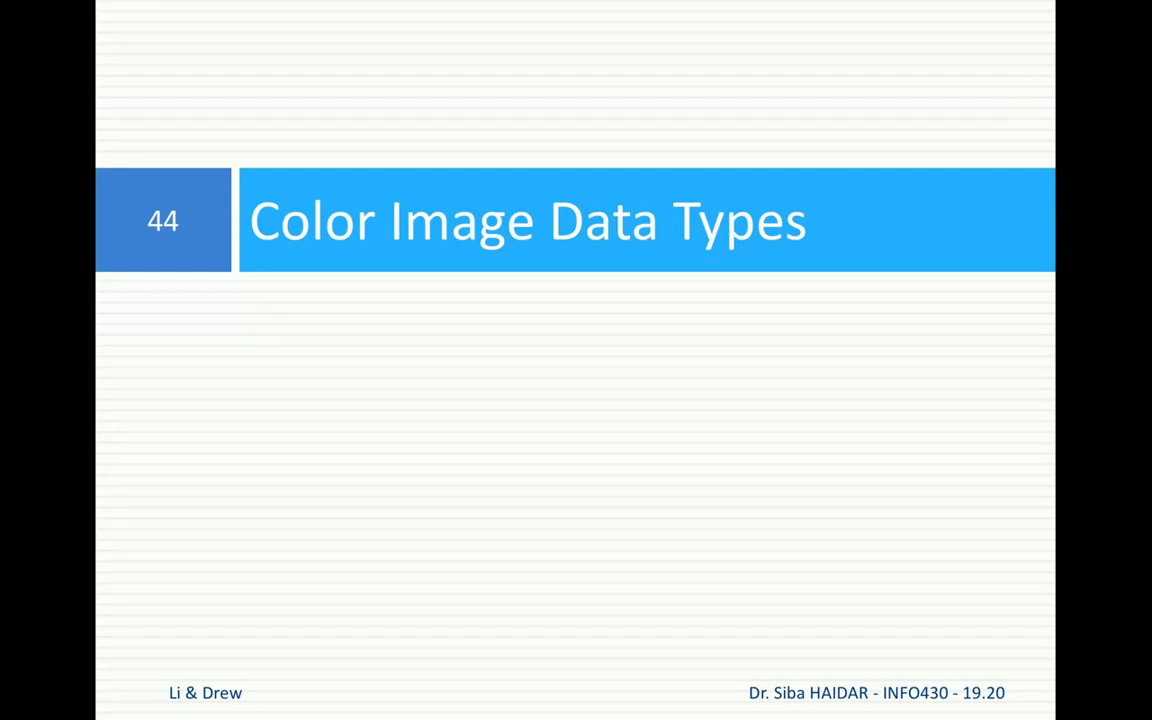 44
Color Image Data Types
Li & Drew
Dr. Siba HAIDAR - INFO430 - 19.20